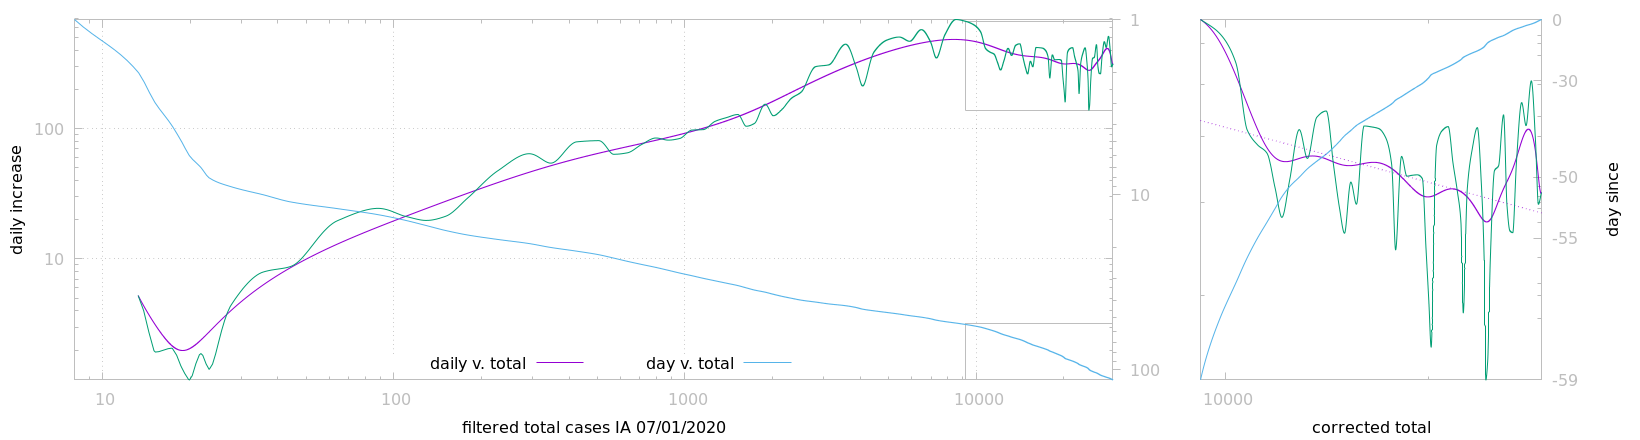 daily increase
100
10
10
100
1000
10000
1
10
100
daily v. total
day v. total
filtered total cases IA 07/01/2020
0
-30
-50
-55
-59
10000
day since
corrected total